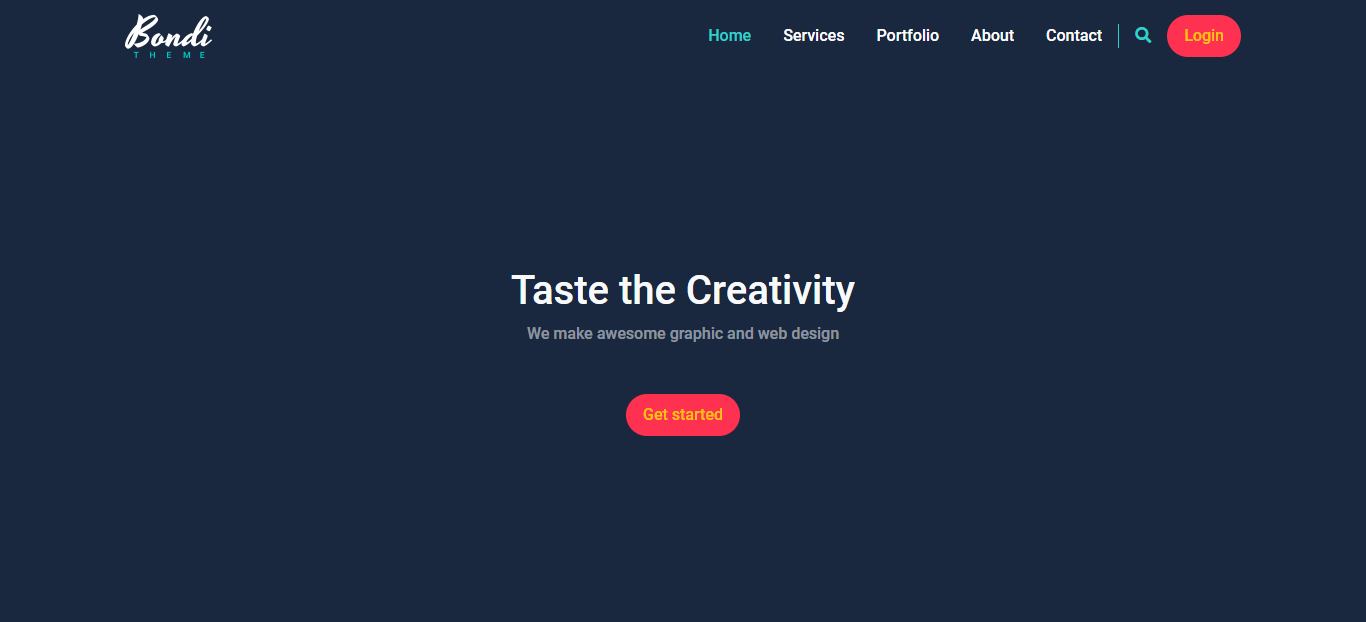 Bondi
THEME
Home Services Portfolio About Contact Login
Taste the Creativity
We make awesome graphic and web design
Get started